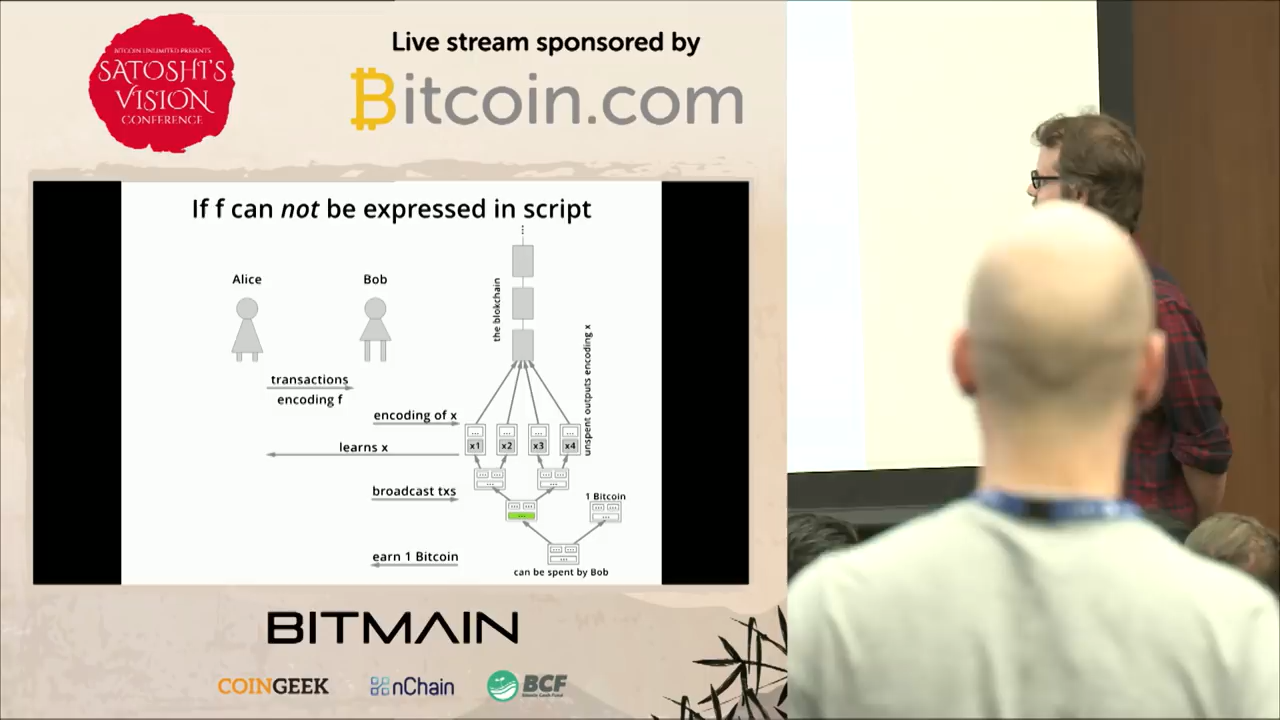 BITCOIN UNLIMITED PRESENTS
SATOSHI'S
VISION
CONFERENCE
Live stream sponsored by
Bitcoin.com
If f can not be expressed in script
Alice
Bob
the blokchain
unspent outputs encoding x
transactions
encoding f
encoding of x
learns x
x1 x2 x3 x4
broadcast txs
1 Bitcoin
earn 1 Bitcoin
can be spent by Bob
BITMAIN
COINGEEK
nChain
BCF